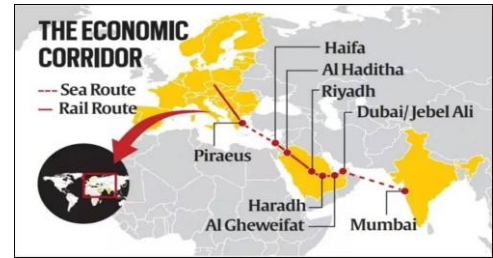 THE ECONOMIC
CORRIDOR
Sea Route
Rail Route
Haifa
Al Haditha
Riyadh
Dubai/Jebel Ali
Piraeus
Haradh
Al Gheweifat
Mumbai